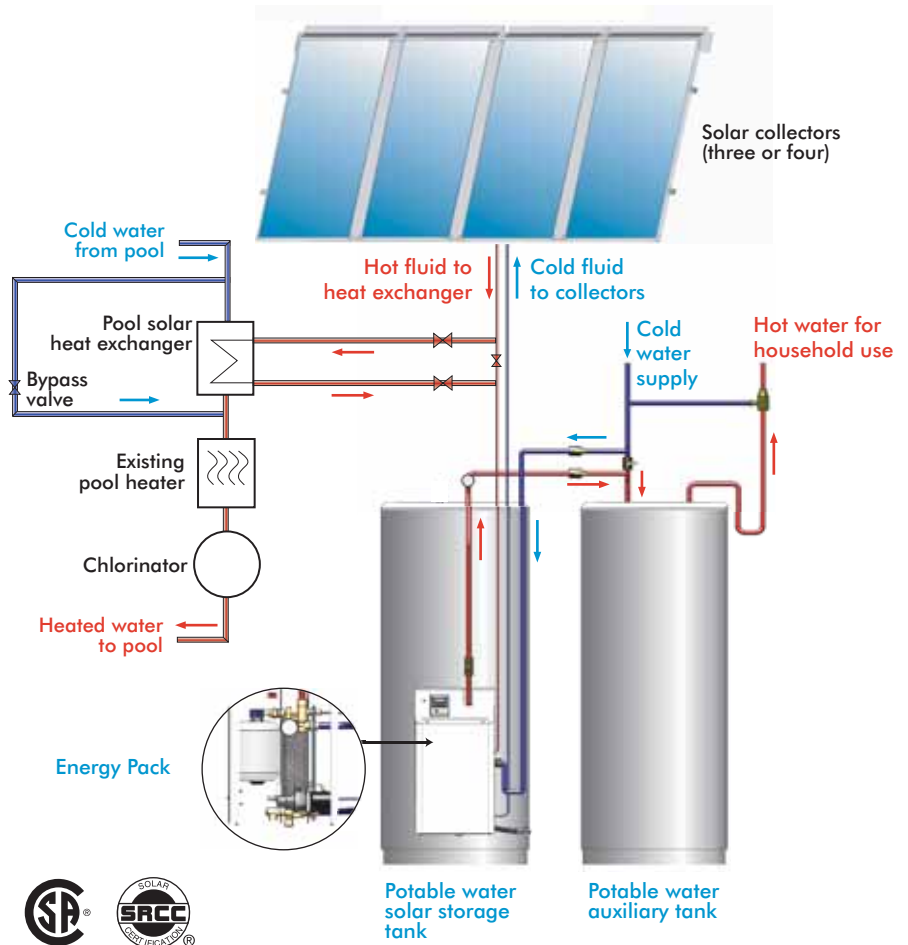 Solar collectors
(three or four)
Cold water
from pool
Hot fluid to
heat exchanger
Cold fluid
to collectors
Pool solar
heat exchanger
Cold
water
supply
Hot water for
household use
Bypass
valve
Existing
pool heater
Chlorinator
Heated water
to pool
Energy Pack
Potable water
solar storage
tank
Potable water
auxiliary tank
SA ®
SOLAR
SRCC
CERTIFICATION ®